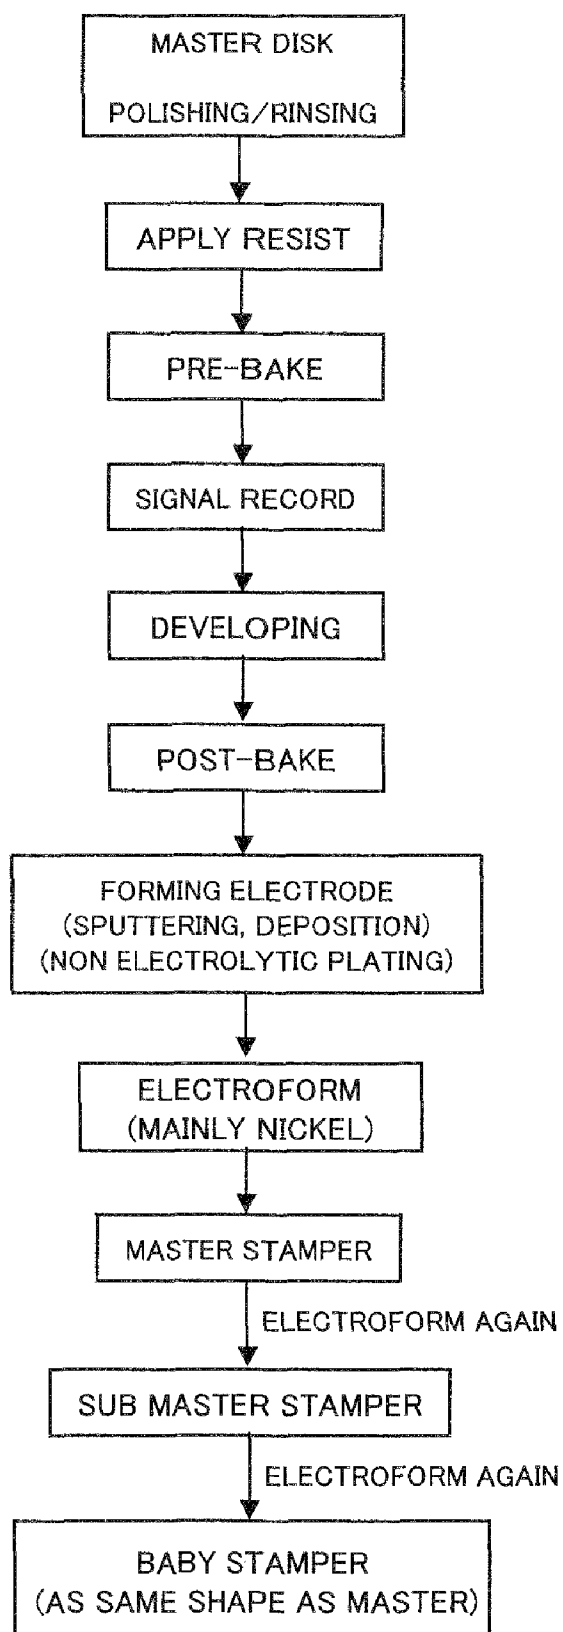 MASTER DISK
POLISHING/RINSING
APPLY RESIST
PRE-BAKE
SIGNAL RECORD
DEVELOPING
POST-BAKE
FORMING ELECTRODE
(SPUTTERING, DEPOSITION)
(NON ELECTROLYTIC PLATING)
ELECTROFORM
(MAINLY NICKEL)
MASTER STAMPER
ELECTROFORM AGAIN
SUB MASTER STAMPER
ELECTROFORM AGAIN
BABY STAMPER
(AS SAME SHAPE AS MASTER)